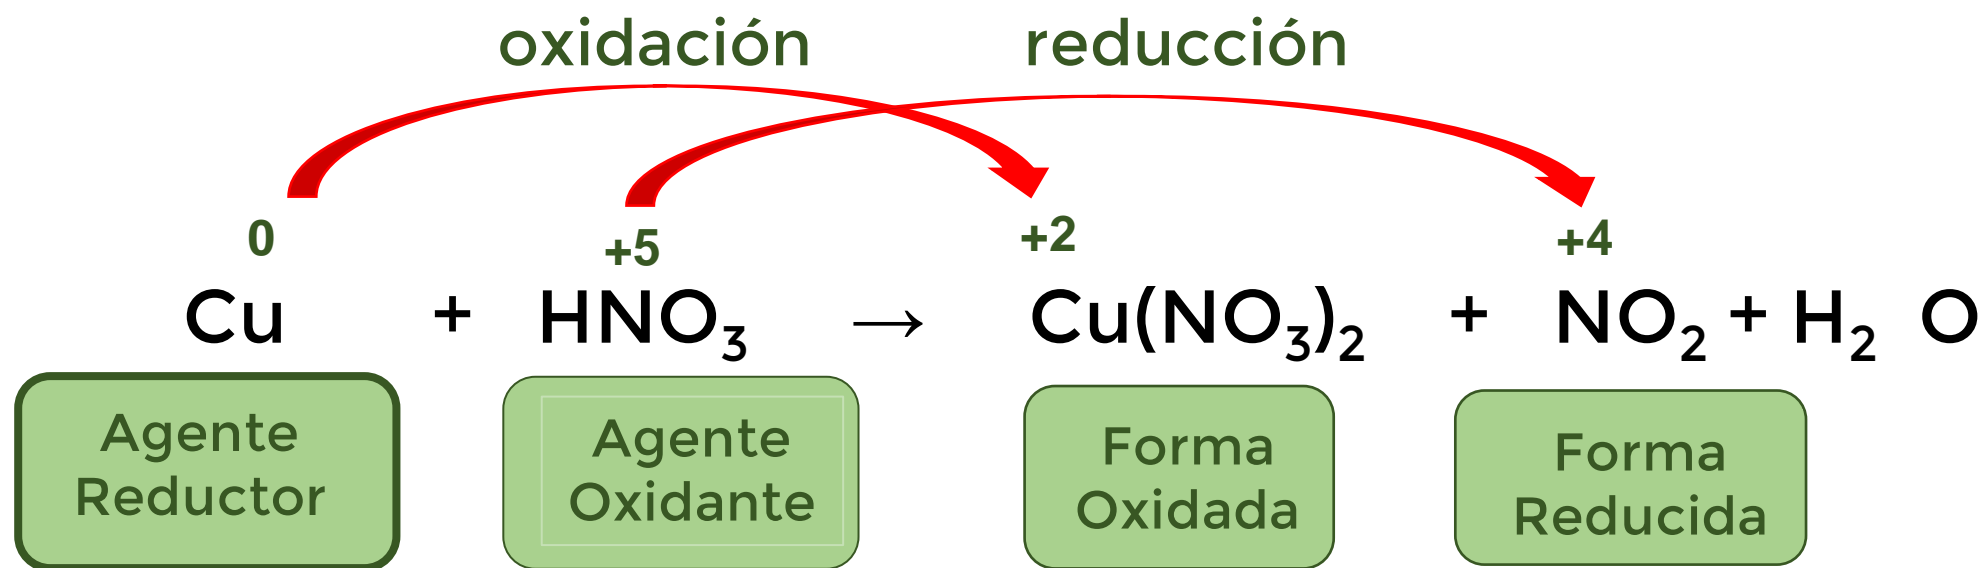 oxidación reducción
0 +5 +2 +4
Cu + HNO₃ → Cu(NO₃)₂ + NO₂ + H₂ O
Agente
Reductor
Agente
Oxidante
Forma
Oxidada
Forma
Reducida